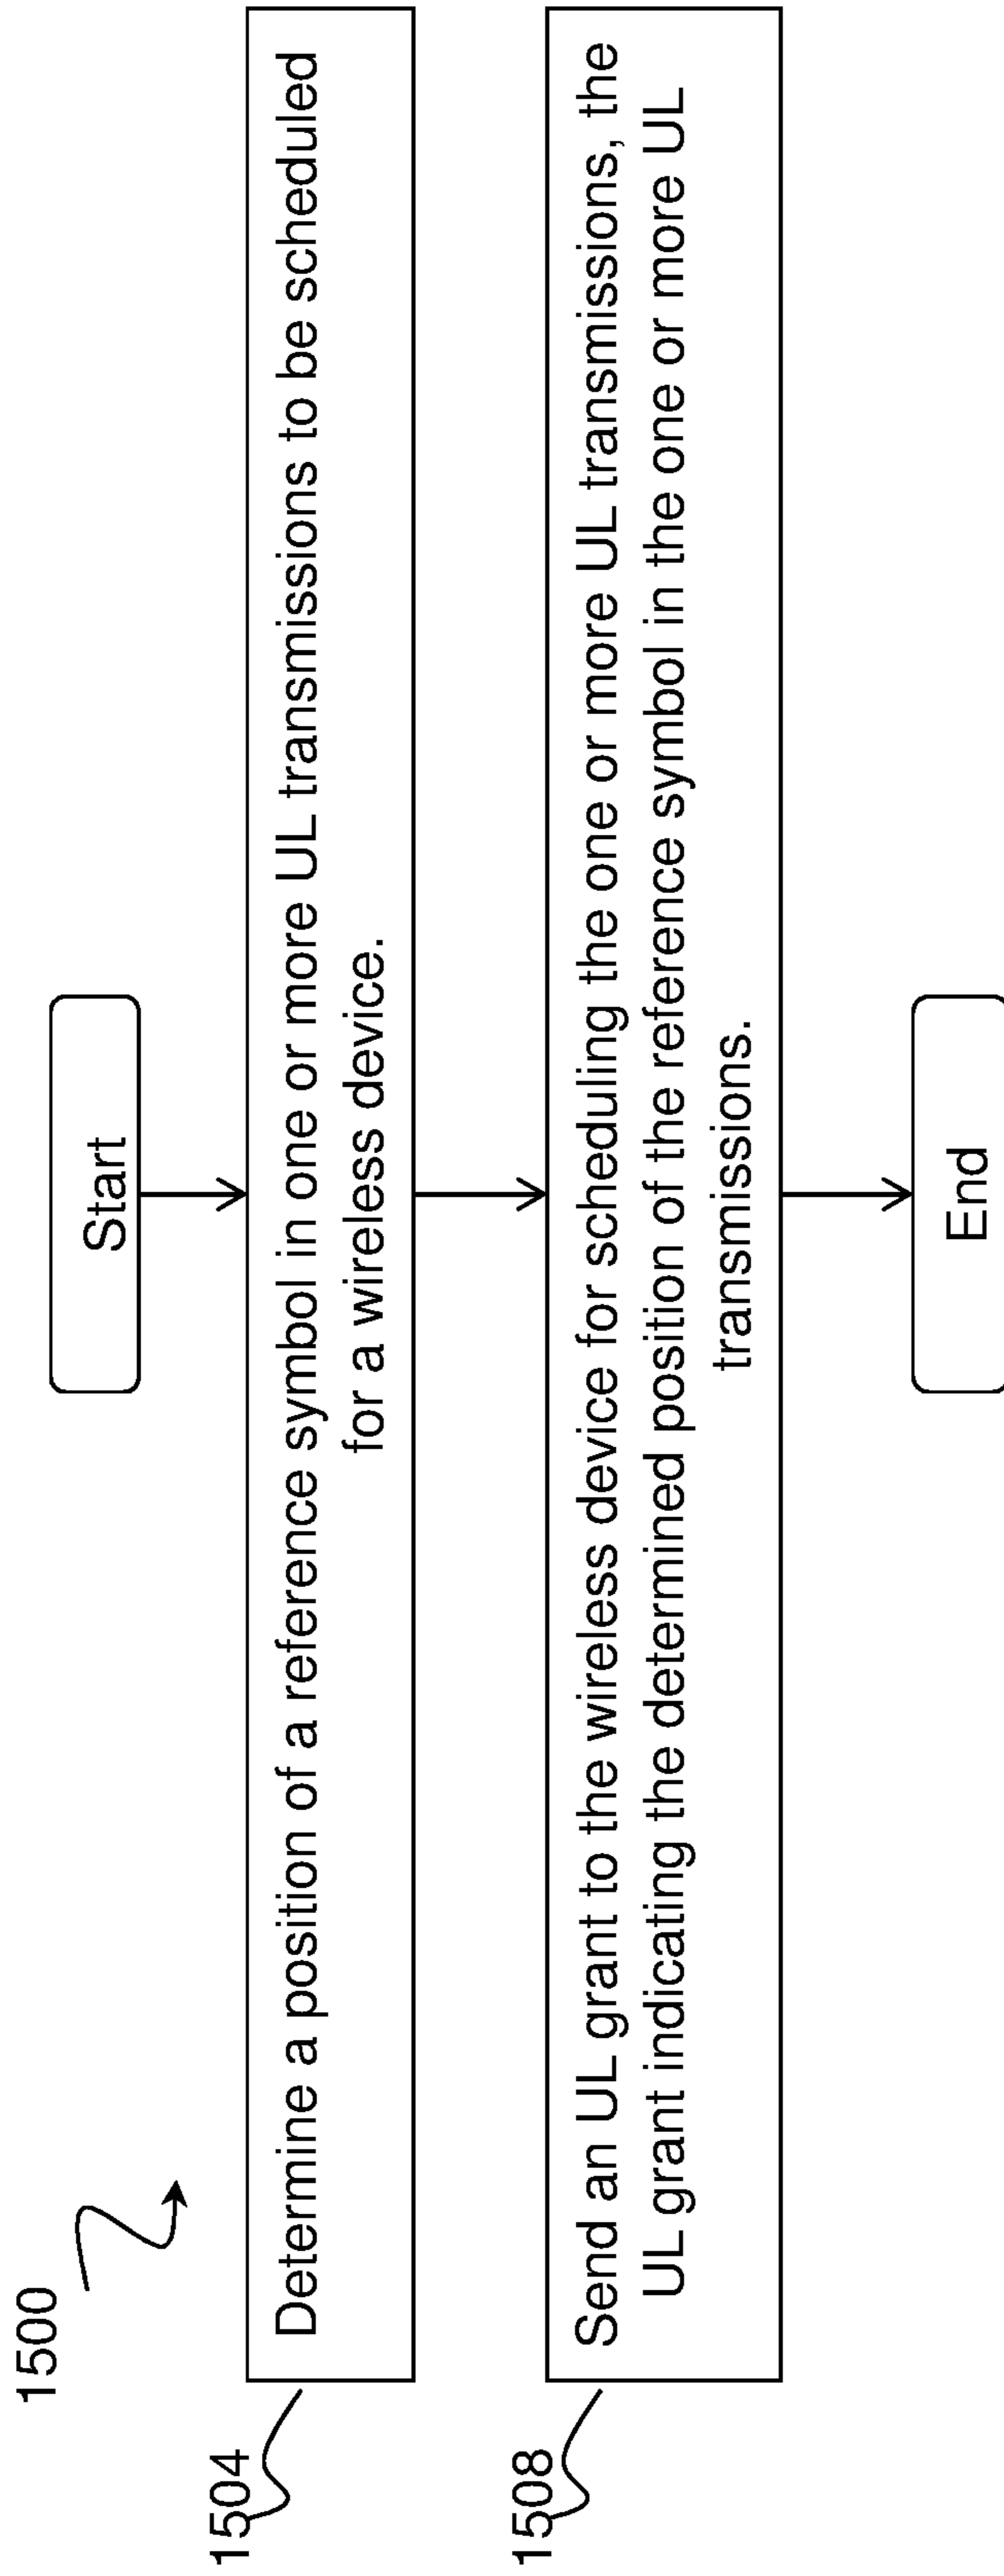 1500
Start
1504
Determine a position of a reference symbol in one or more UL transmissions to be scheduled
for a wireless device.
1508
Send an UL grant to the wireless device for scheduling the one or more UL transmissions, the
UL grant indicating the determined position of the reference symbol in the one or more UL
transmissions.
End